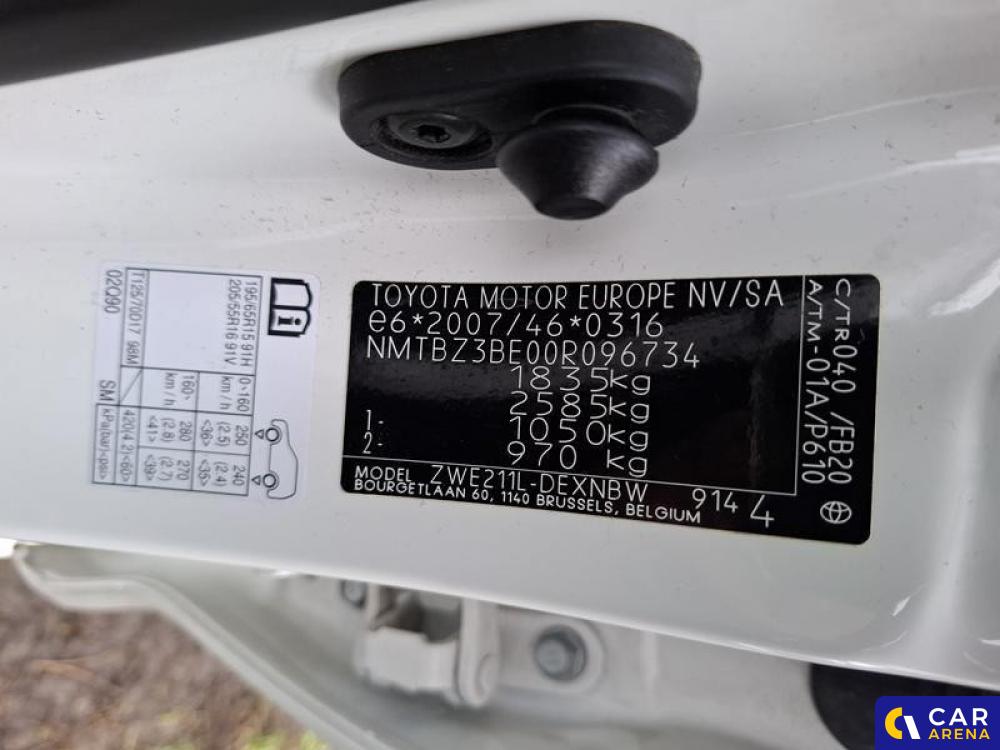 TOYOTA MOTOR EUROPE NV/SA
e6*2007/46*0316
NMTBZ3BE00R096734
1835kg
2585kg
1- 1050kg
2- 970 kg
MODEL ZWE211L-DEXNBW 914 4
BOURGETLAAN 60, 1140 BRUSSELS, BELGIUM
C/TR040 /FB20
A/TM-01A/P610
i
195/65R15 91H
205/55R16 91V
0~160 km/h
250 (2.5) <36>
240 (2.4) <35>
160> km/h
280 (2.8) <41>
270 (2.7) <39>
T125/70D17 98M
420(4.2)<60>
02Q90
SM kPa(bar)<psi>
CAR
ARENA